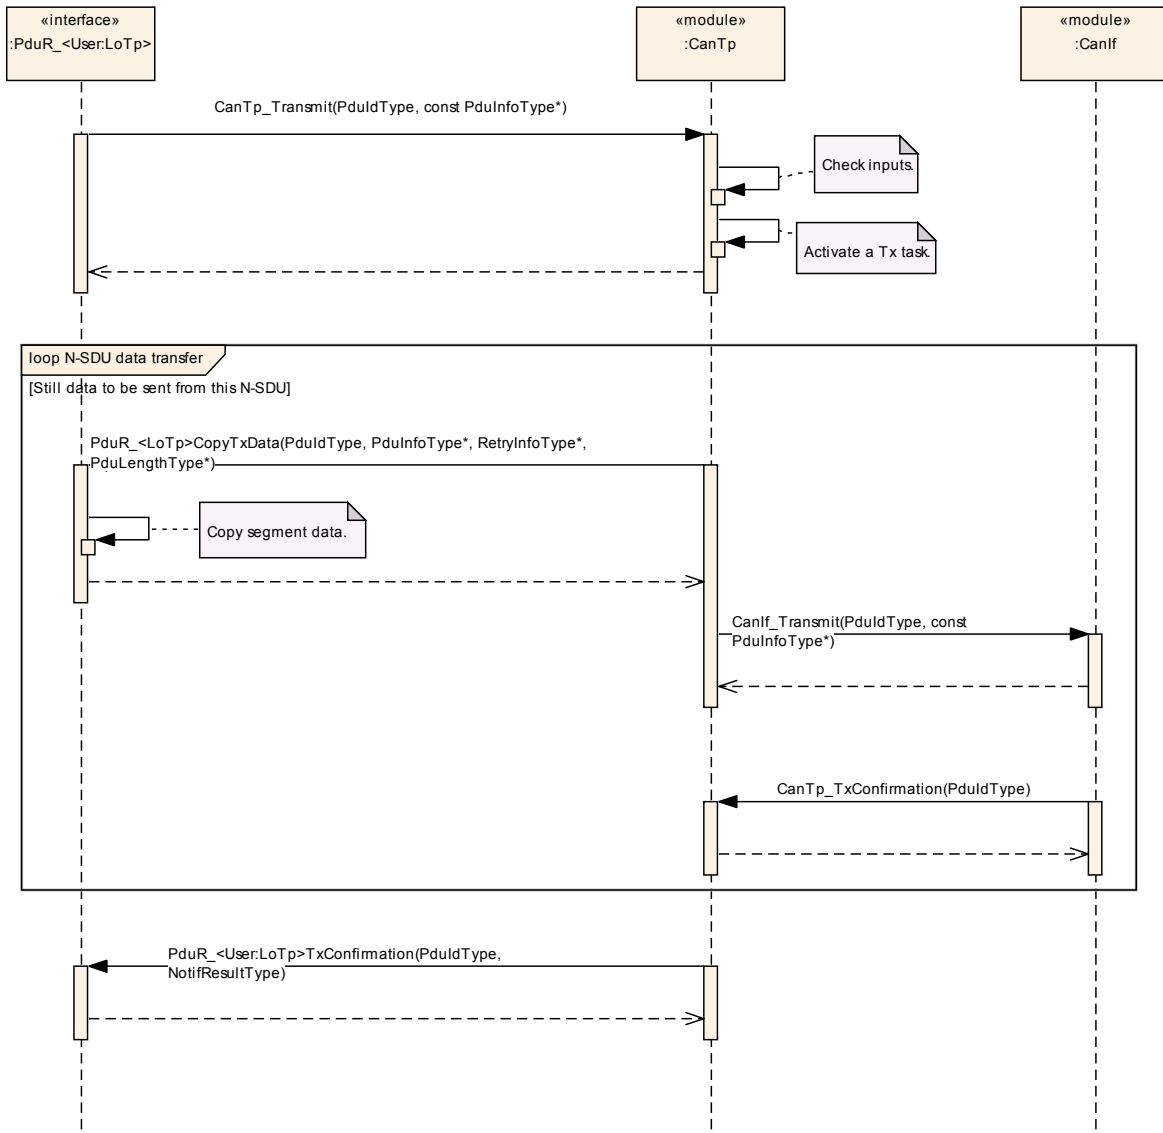 «interface»
:PduR_<User:LoTp>
«module»
:CanTp
«module»
:CanIf
CanTp_Transmit(PduIdType, const PduInfoType*)
Check inputs.
Activate a Tx task.
loop N-SDU data transfer
[Still data to be sent from this N-SDU]
PduR_<LoTp>CopyTxData(PduIdType, PduInfoType*, RetryInfoType*,
PduLengthType*)
Copy segment data.
CanIf_Transmit(PduIdType, const
PduInfoType*)
CanTp_TxConfirmation(PduIdType)
PduR_<User:LoTp>TxConfirmation(PduIdType,
NotifResultType)